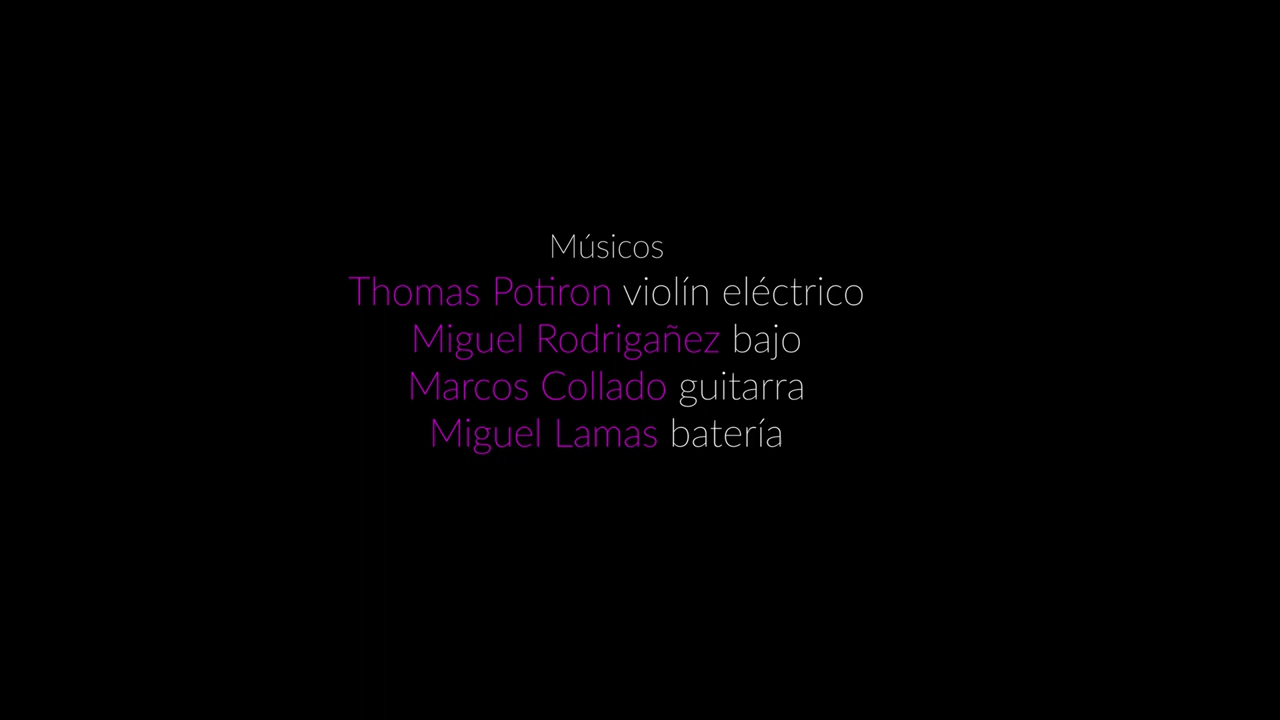 Músicos
Thomas Potiron violín eléctrico
Miguel Rodrigañez bajo
Marcos Collado guitarra
Miguel Lamas batería